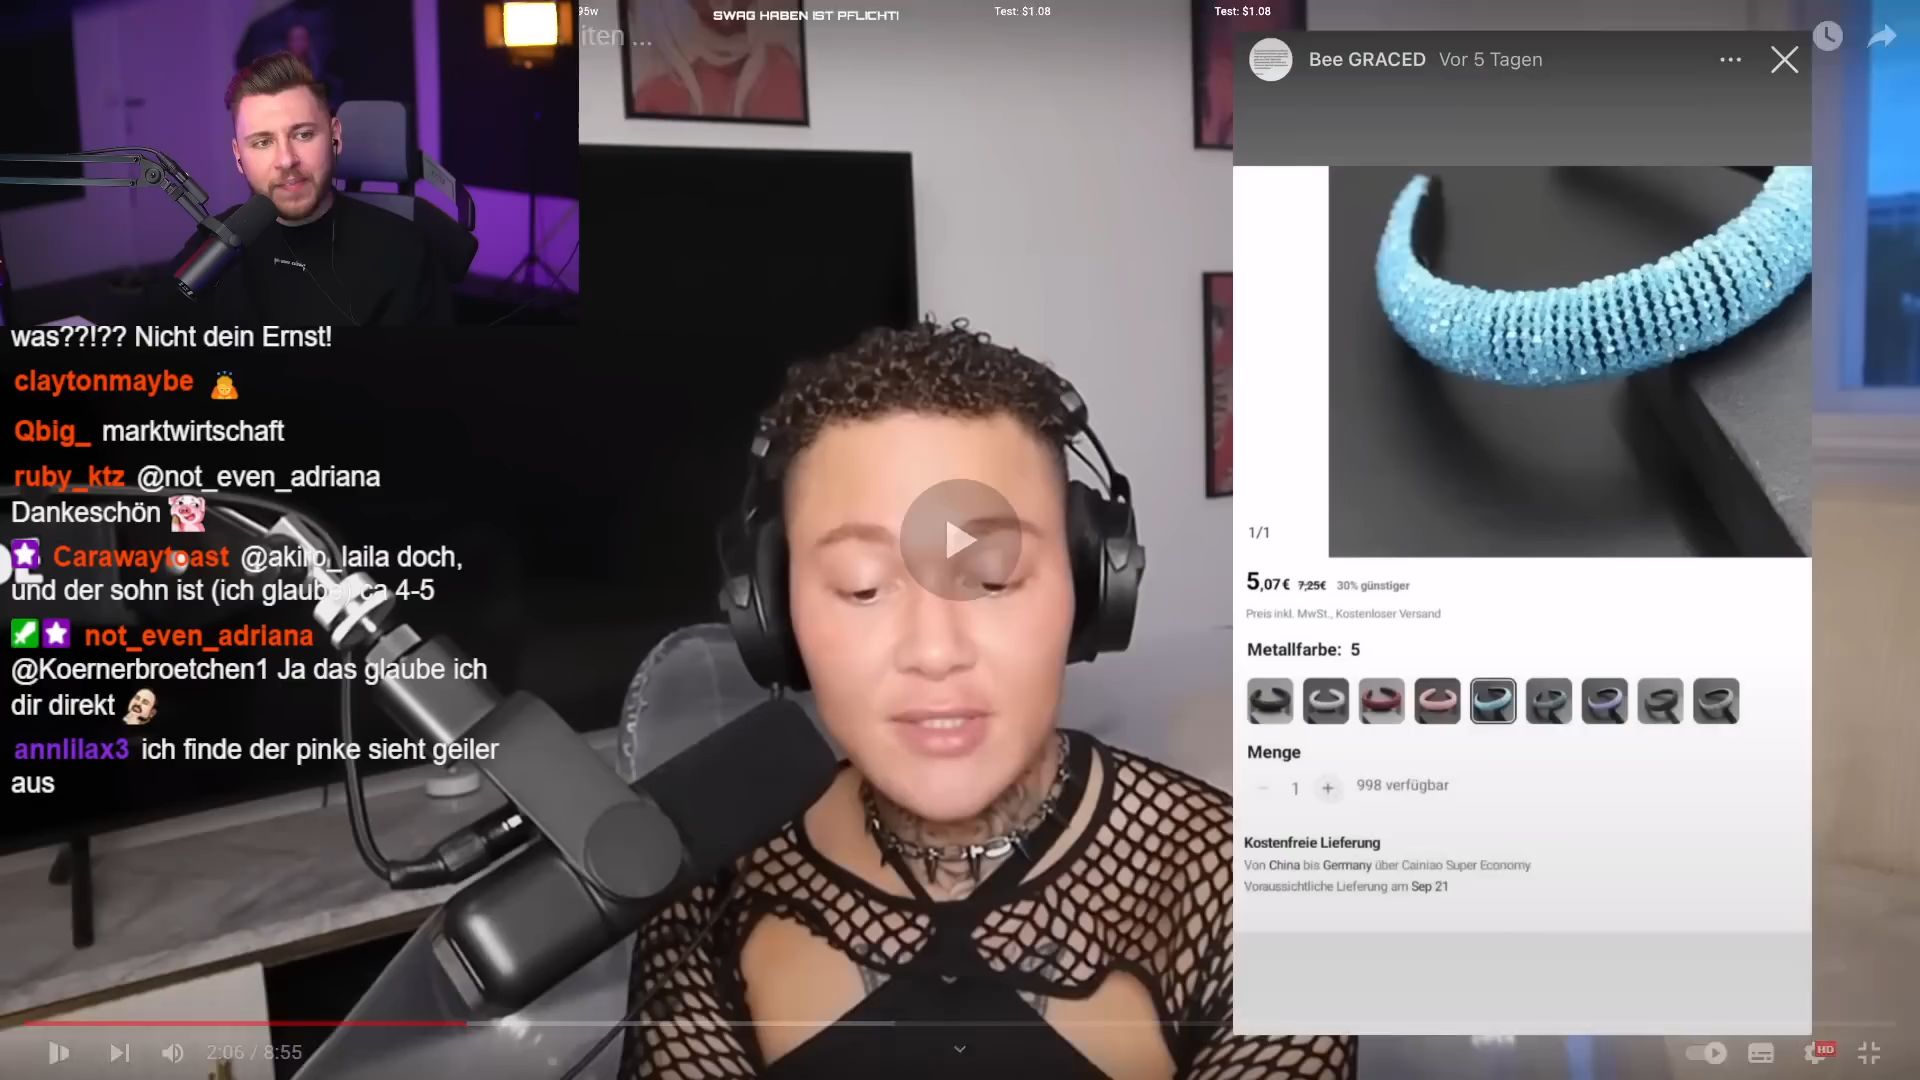 95w
SWAG HABEN IST PFLICHT!
Test: $1.08
Test: $1.08
iten ...
Bee GRACED Vor 5 Tagen
was??!?? Nicht dein Ernst!
claytonmaybe
Qbig_ marktwirtschaft
ruby_ktz @not_even_adriana
Dankeschön
Carawaytoast @akiro_laila doch,
und der sohn ist (ich glaube) ca 4-5
not_even_adriana
@Koernerbroetchen1 Ja das glaube ich
dir direkt
annlilax3 ich finde der pinke sieht geiler
aus
1/1
5,07€ 7,25€ 30% günstiger
Preis inkl. MwSt., Kostenloser Versand
Metallfarbe: 5
Menge
1 998 verfügbar
Kostenfreie Lieferung
Von China bis Germany über Cainiao Super Economy
Voraussichtliche Lieferung am Sep 21
2:06 / 8:55
HD